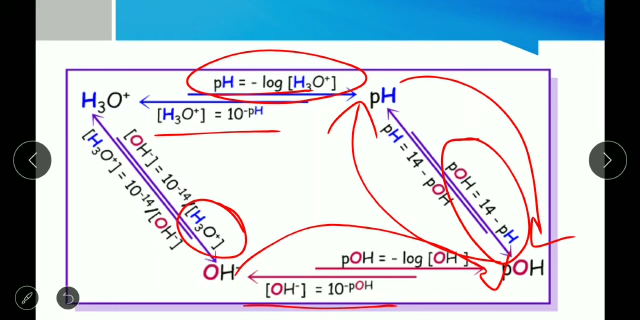 pH = - log [H₃O⁺]
H₃O⁺
pH
[H₃O⁺] = 10⁻ᵖᴴ
[OH⁻] = 10⁻¹⁴/[H₃O⁺]
[H₃O⁺] = 10⁻¹⁴/[OH⁻]
pOH = 14 - pH
pH = 14 - pOH
OH⁻
pOH = - log [OH⁻]
pOH
[OH⁻] = 10⁻ᵖᴼᴴ